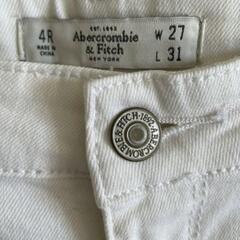 EST. 1892
4R
MADE IN
CHINA
Abercrombie
& Fitch
NEW YORK
W 27
L 31
ABERCROMBIE & FITCH · 1892 ·